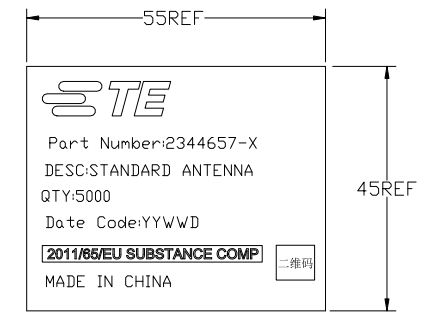 55REF
TE
Part Number:2344657-X
DESC:STANDARD ANTENNA
45REF
QTY:5000
Date Code:YYWWD
2011/65/EU SUBSTANCE COMP
二维码
MADE IN CHINA